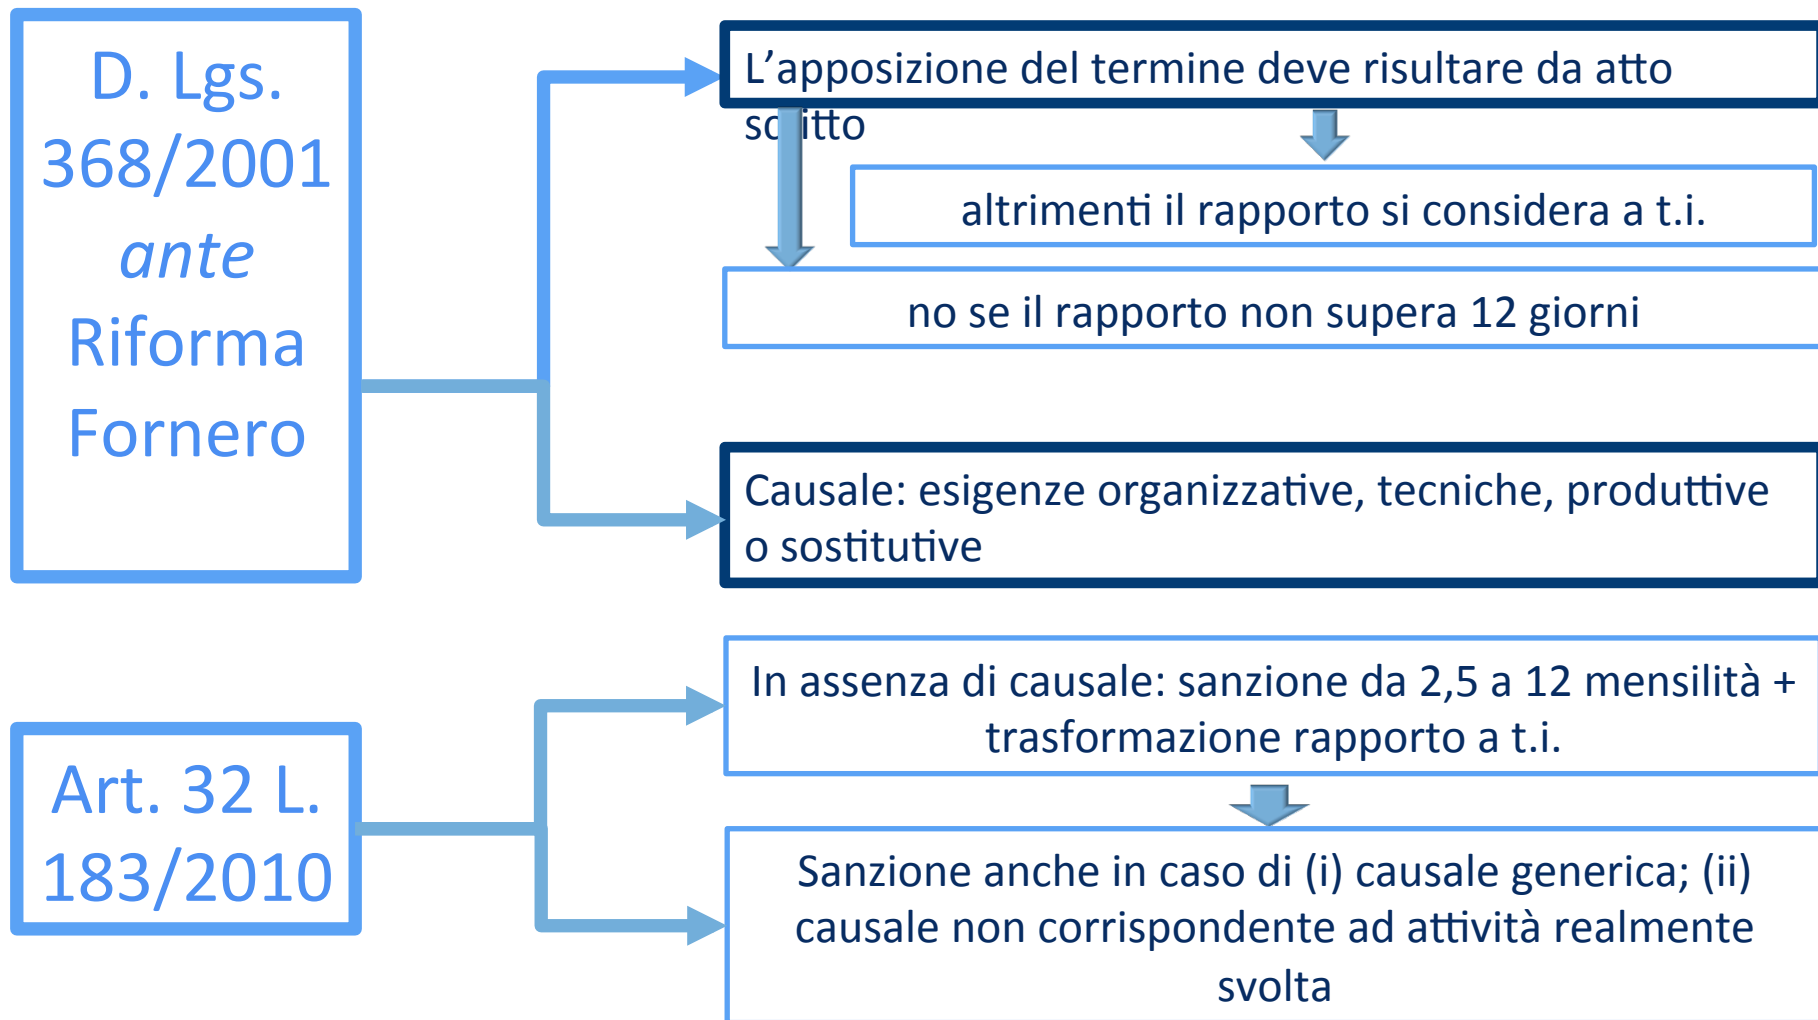 D. Lgs.
368/2001
ante
Riforma
Fornero
L'apposizione del termine deve risultare da atto
scritto
altrimenti il rapporto si considera a t.i.
no se il rapporto non supera 12 giorni
Causale: esigenze organizzative, tecniche, produttive
o sostitutive
Art. 32 L.
183/2010
In assenza di causale: sanzione da 2,5 a 12 mensilità +
trasformazione rapporto a t.i.
Sanzione anche in caso di (i) causale generica; (ii)
causale non corrispondente ad attività realmente
svolta